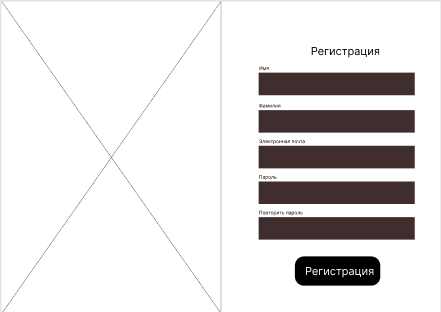 Регистрация
Имя
Фамилия
Электронная почта
Пароль
Повторить пароль
Регистрация